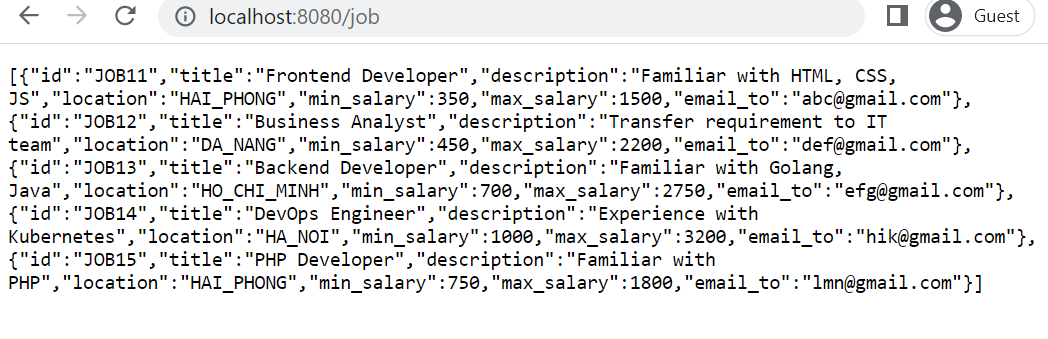 localhost:8080/job
Guest
[{"id":"JOB11","title":"Frontend Developer","description":"Familiar with HTML, CSS,
JS","location":"HAI_PHONG","min_salary":350,"max_salary":1500,"email_to":"abc@gmail.com"},
{"id":"JOB12","title":"Business Analyst","description":"Transfer requirement to IT
team","location":"DA_NANG","min_salary":450,"max_salary":2200,"email_to":"def@gmail.com"},
{"id":"JOB13","title":"Backend Developer","description":"Familiar with Golang,
Java","location":"HO_CHI_MINH","min_salary":700,"max_salary":2750,"email_to":"efg@gmail.com"},
{"id":"JOB14","title":"DevOps Engineer","description":"Experience with
Kubernetes","location":"HA_NOI","min_salary":1000,"max_salary":3200,"email_to":"hik@gmail.com"},
{"id":"JOB15","title":"PHP Developer","description":"Familiar with
PHP","location":"HAI_PHONG","min_salary":750,"max_salary":1800,"email_to":"lmn@gmail.com"}]